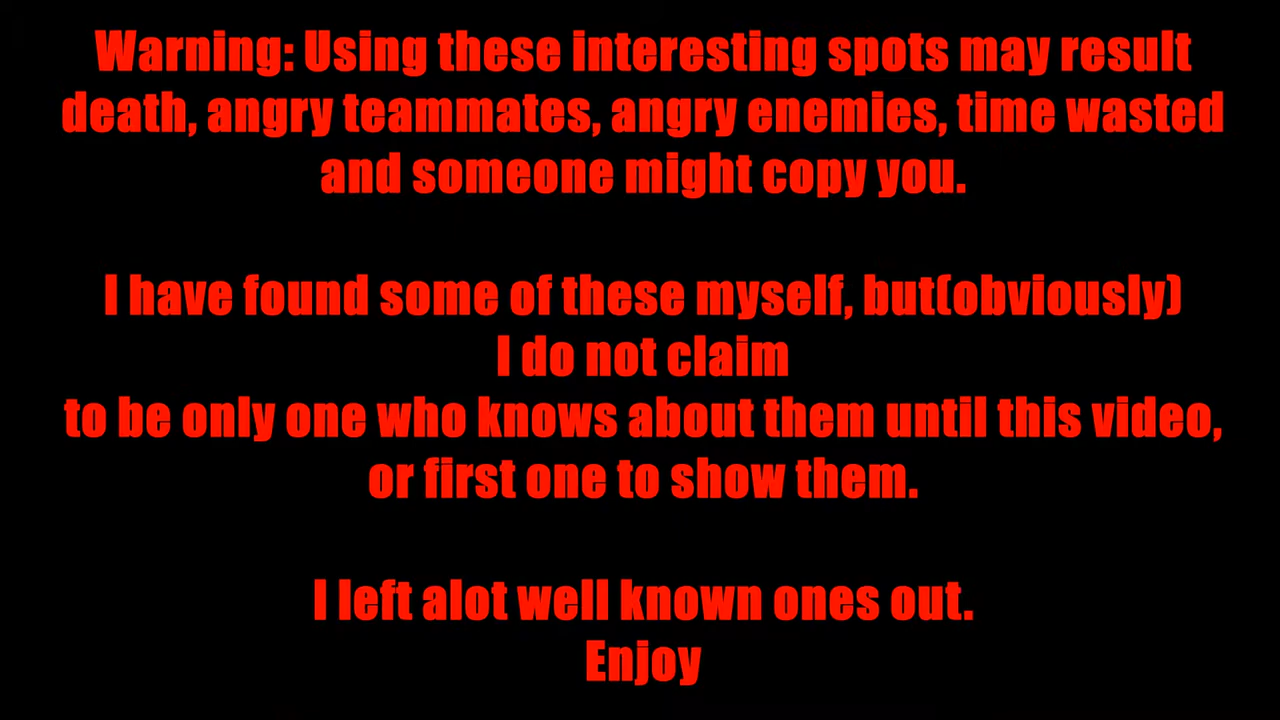 Warning: Using these interesting spots may result
death, angry teammates, angry enemies, time wasted
and someone might copy you.
I have found some of these myself, but(obviously)
I do not claim
to be only one who knows about them until this video,
or first one to show them.
I left alot well known ones out.
Enjoy